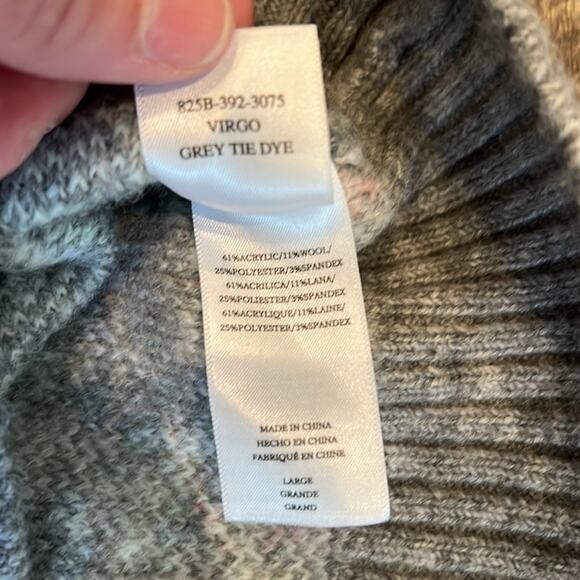 825B-392-3075
VIRGO
GREY TIE DYE
61%ACRYLIC/11%WOOL/
25%POLYESTER/3%SPANDEX
61%ACRILICA/11%LANA/
25%POLIESTER/3%SPANDEX
61%ACRYLIQUE/11%LAINE/
25%POLYESTER/3%SPANDEX
MADE IN CHINA
HECHO EN CHINA
FABRIQUÉ EN CHINE
LARGE
GRANDE
GRAND